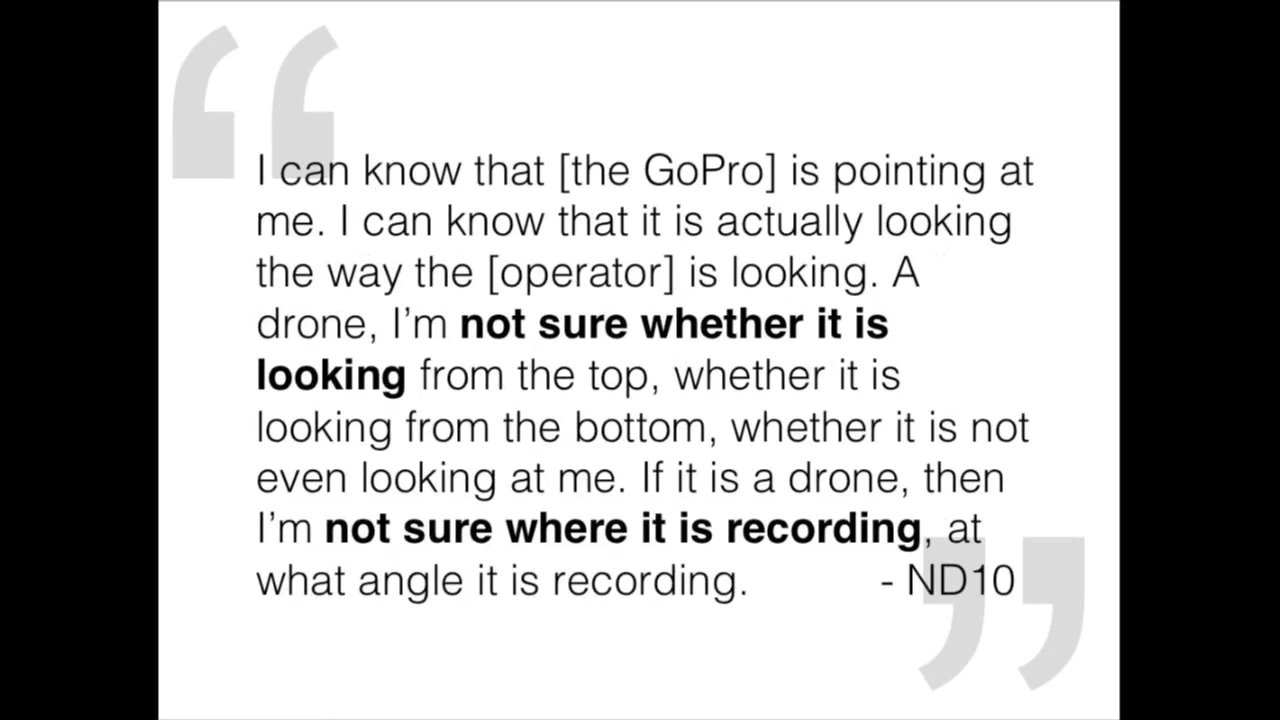 I can know that [the GoPro] is pointing at
me. I can know that it is actually looking
the way the [operator] is looking. A
drone, I'm not sure whether it is
looking from the top, whether it is
looking from the bottom, whether it is not
even looking at me. If it is a drone, then
I'm not sure where it is recording, at
what angle it is recording. - ND10